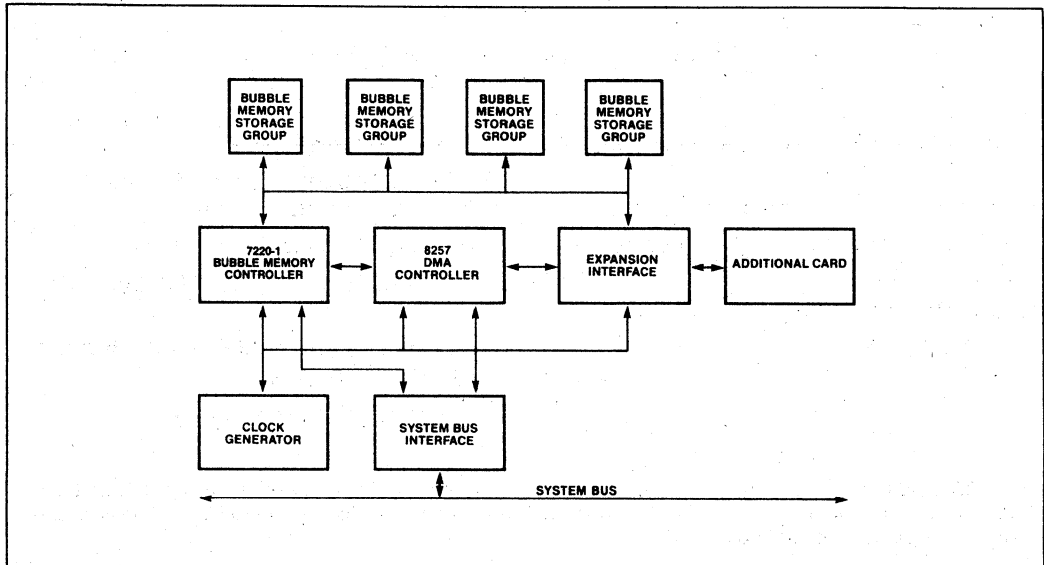 BUBBLE
MEMORY
STORAGE
GROUP
BUBBLE
MEMORY
STORAGE
GROUP
BUBBLE
MEMORY
STORAGE
GROUP
BUBBLE
MEMORY
STORAGE
GROUP
7220-1
BUBBLE MEMORY
CONTROLLER
8257
DMA
CONTROLLER
EXPANSION
INTERFACE
ADDITIONAL CARD
CLOCK
GENERATOR
SYSTEM BUS
INTERFACE
SYSTEM BUS